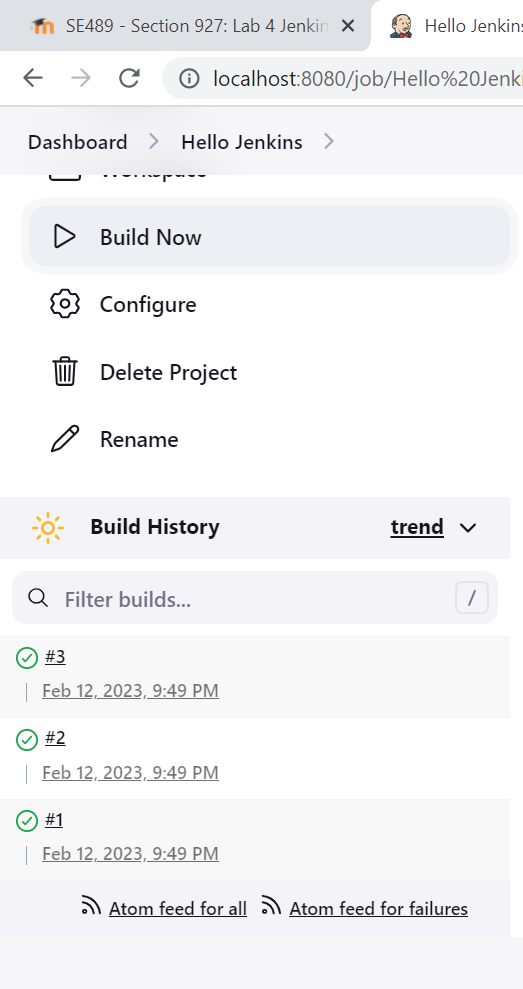 SE489 - Section 927: Lab 4 Jenkin
Hello Jenkins
localhost:8080/job/Hello%20Jenki
Dashboard > Hello Jenkins >
Workspace
Build Now
Configure
Delete Project
Rename
Build History trend
Filter builds... /
#3
Feb 12, 2023, 9:49 PM
#2
Feb 12, 2023, 9:49 PM
#1
Feb 12, 2023, 9:49 PM
Atom feed for all Atom feed for failures